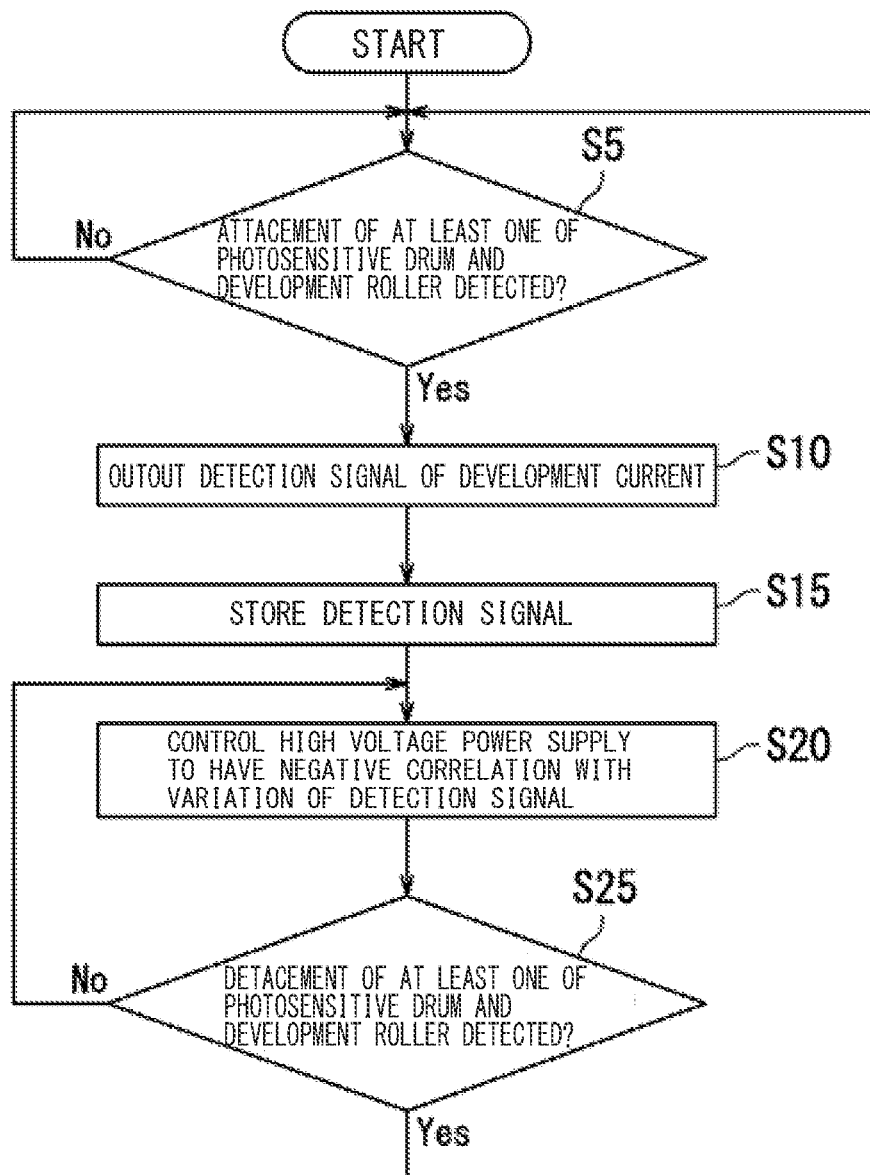 START
S5
No
ATTACEMENT OF AT LEAST ONE OF
PHOTOSENSITIVE DRUM AND
DEVELOPMENT ROLLER DETECTED?
Yes
OUTOUT DETECTION SIGNAL OF DEVELOPMENT CURRENT
S10
STORE DETECTION SIGNAL
S15
CONTROL HIGH VOLTAGE POWER SUPPLY
TO HAVE NEGATIVE CORRELATION WITH
VARIATION OF DETECTION SIGNAL
S20
S25
No
DETACEMENT OF AT LEAST ONE OF
PHOTOSENSITIVE DRUM AND
DEVELOPMENT ROLLER DETECTED?
Yes